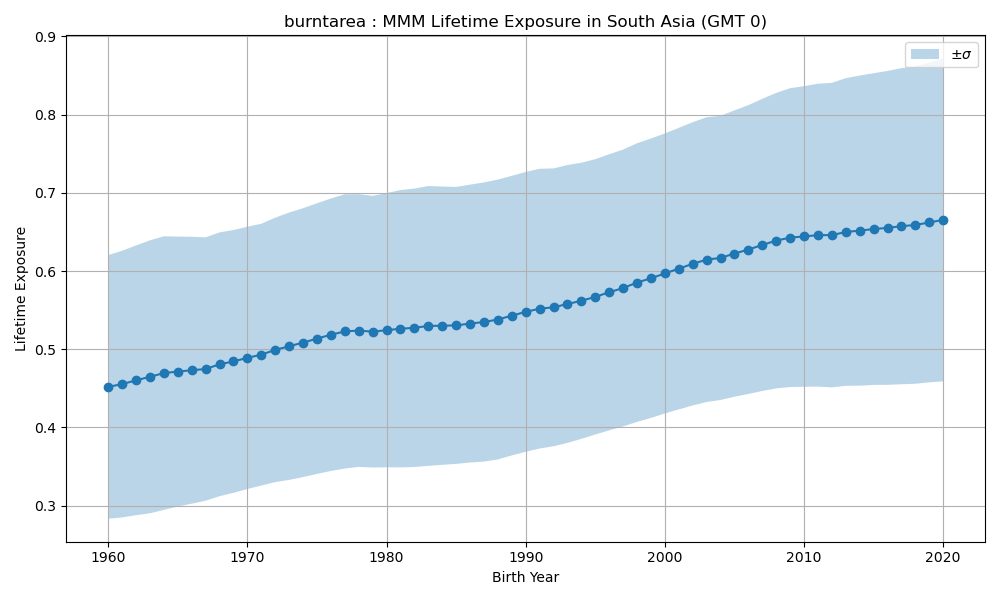 burntarea : MMM Lifetime Exposure in South Asia (GMT 0)
±σ
0.9
0.8
0.7
0.6
0.5
0.4
0.3
Lifetime Exposure
1960 1970 1980 1990 2000 2010 2020
Birth Year